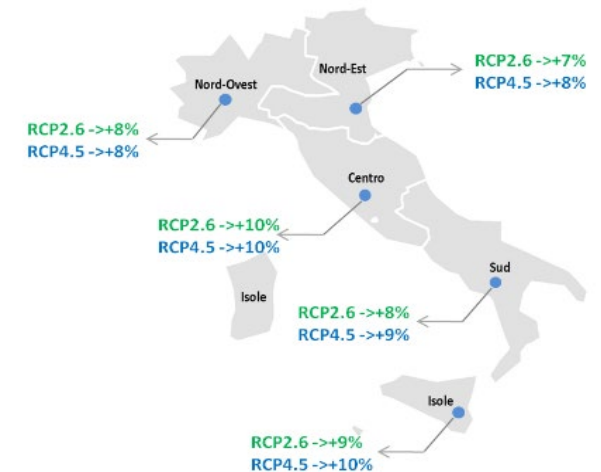 Nord-Est
RCP2.6 ->+7%
RCP4.5 ->+8%
Nord-Ovest
RCP2.6 ->+8%
RCP4.5 ->+8%
Centro
RCP2.6 ->+10%
RCP4.5 ->+10%
Sud
Isole
RCP2.6 ->+8%
RCP4.5 ->+9%
Isole
RCP2.6 ->+9%
RCP4.5 ->+10%